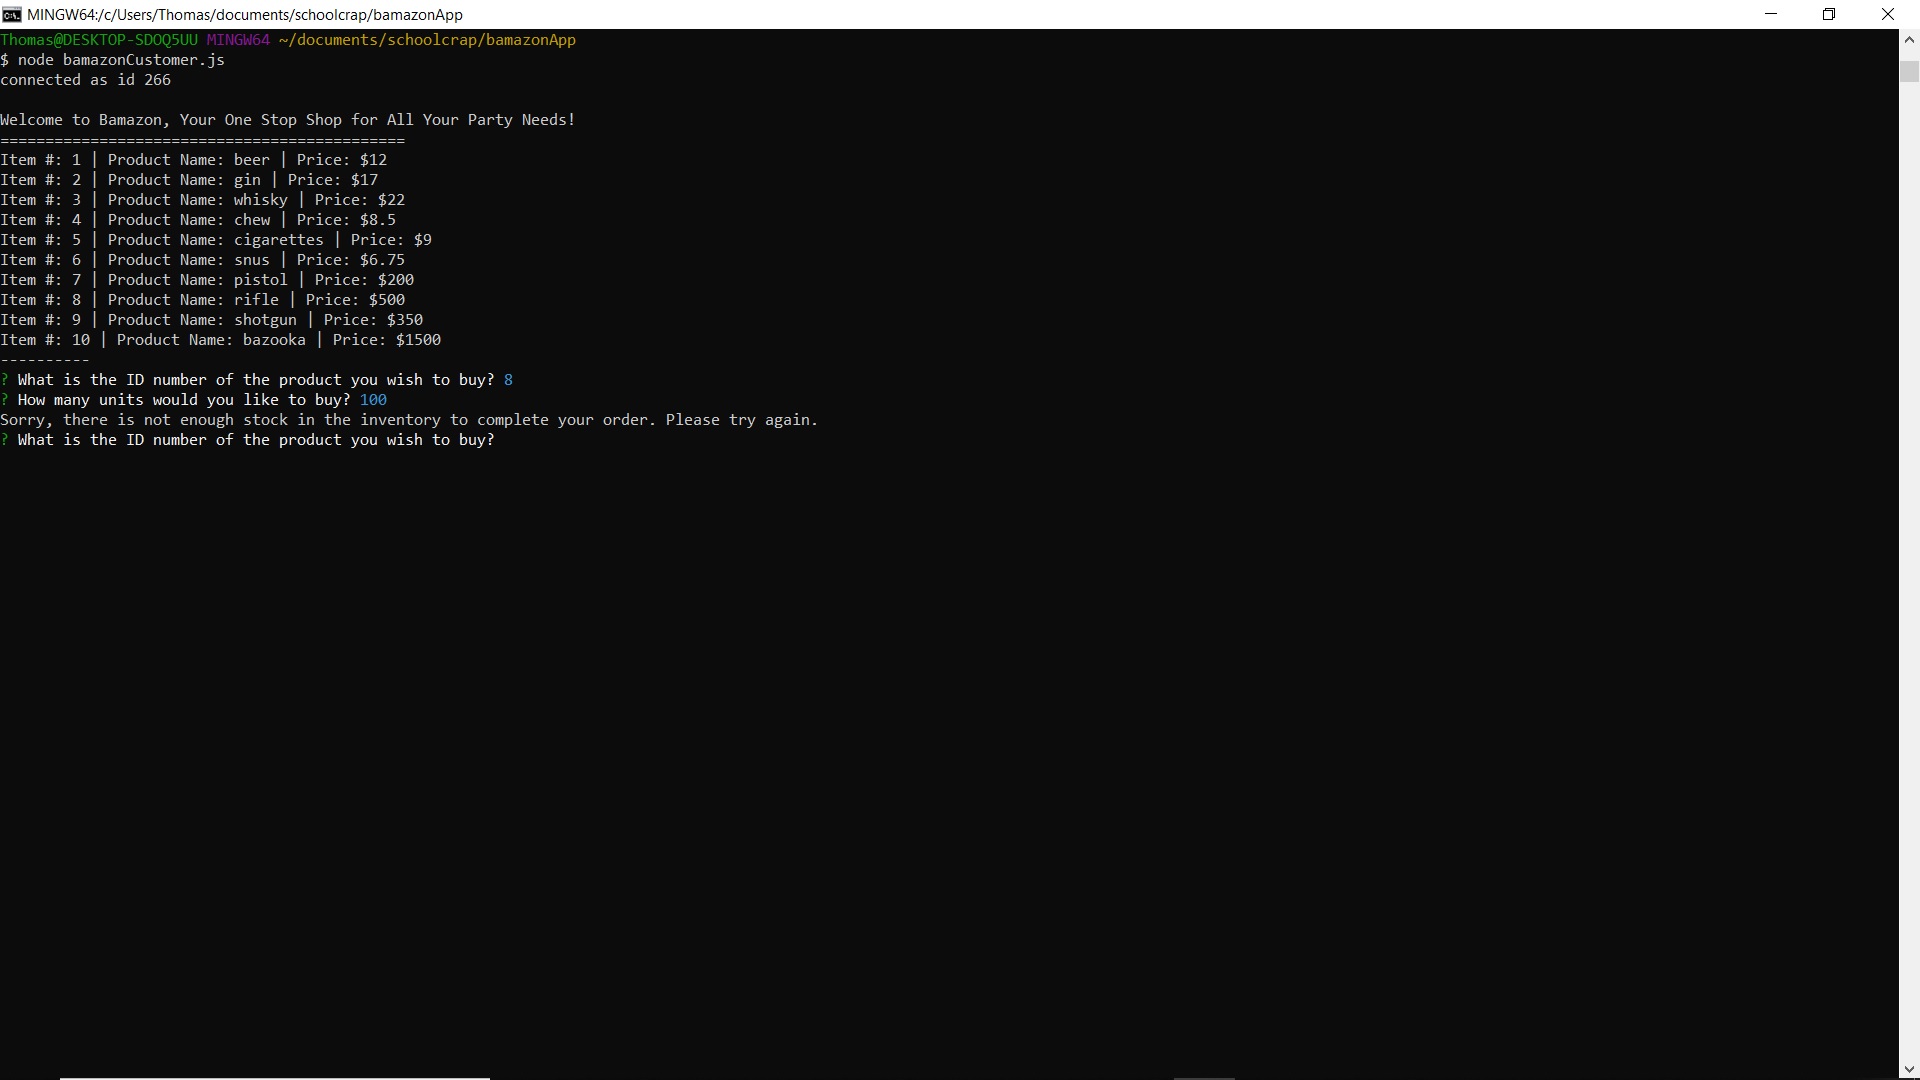 MINGW64:/c/Users/Thomas/documents/schoolcrap/bamazonApp
Thomas@DESKTOP-SDOQ5UU MINGW64 ~/documents/schoolcrap/bamazonApp
$ node bamazonCustomer.js
connected as id 266
Welcome to Bamazon, Your One Stop Shop for All Your Party Needs!
=============================================
Item #: 1 | Product Name: beer | Price: $12
Item #: 2 | Product Name: gin | Price: $17
Item #: 3 | Product Name: whisky | Price: $22
Item #: 4 | Product Name: chew | Price: $8.5
Item #: 5 | Product Name: cigarettes | Price: $9
Item #: 6 | Product Name: snus | Price: $6.75
Item #: 7 | Product Name: pistol | Price: $200
Item #: 8 | Product Name: rifle | Price: $500
Item #: 9 | Product Name: shotgun | Price: $350
Item #: 10 | Product Name: bazooka | Price: $1500
----------
? What is the ID number of the product you wish to buy? 8
? How many units would you like to buy? 100
Sorry, there is not enough stock in the inventory to complete your order. Please try again.
? What is the ID number of the product you wish to buy?